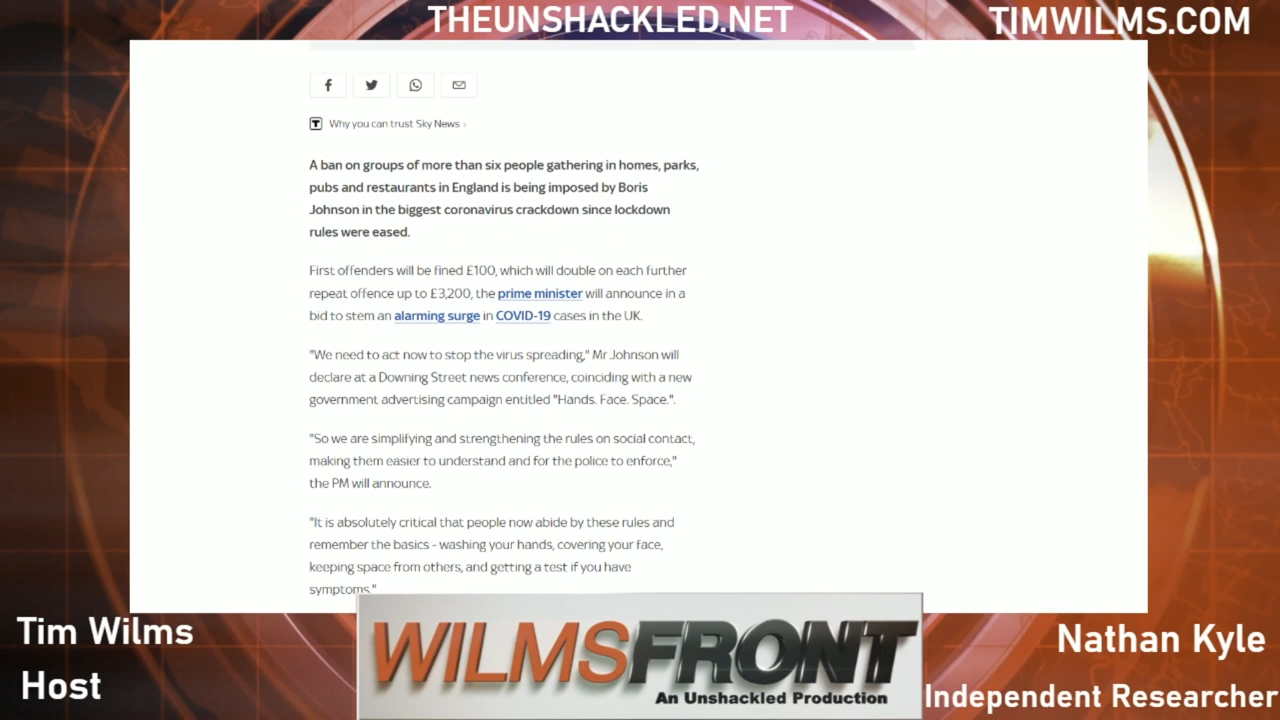 THEUNSHACKLED.NET
TIMWILMS.COM
Why you can trust Sky News ›
A ban on groups of more than six people gathering in homes, parks,
pubs and restaurants in England is being imposed by Boris
Johnson in the biggest coronavirus crackdown since lockdown
rules were eased.
First offenders will be fined £100, which will double on each further
repeat offence up to £3,200, the prime minister will announce in a
bid to stem an alarming surge in COVID-19 cases in the UK.
"We need to act now to stop the virus spreading," Mr Johnson will
declare at a Downing Street news conference, coinciding with a new
government advertising campaign entitled "Hands. Face. Space.".
"So we are simplifying and strengthening the rules on social contact,
making them easier to understand and for the police to enforce,"
the PM will announce.
"It is absolutely critical that people now abide by these rules and
remember the basics - washing your hands, covering your face,
keeping space from others, and getting a test if you have
symptoms."
Tim Wilms
Host
WILMSFRONT
An Unshackled Production
Nathan Kyle
Independent Researcher